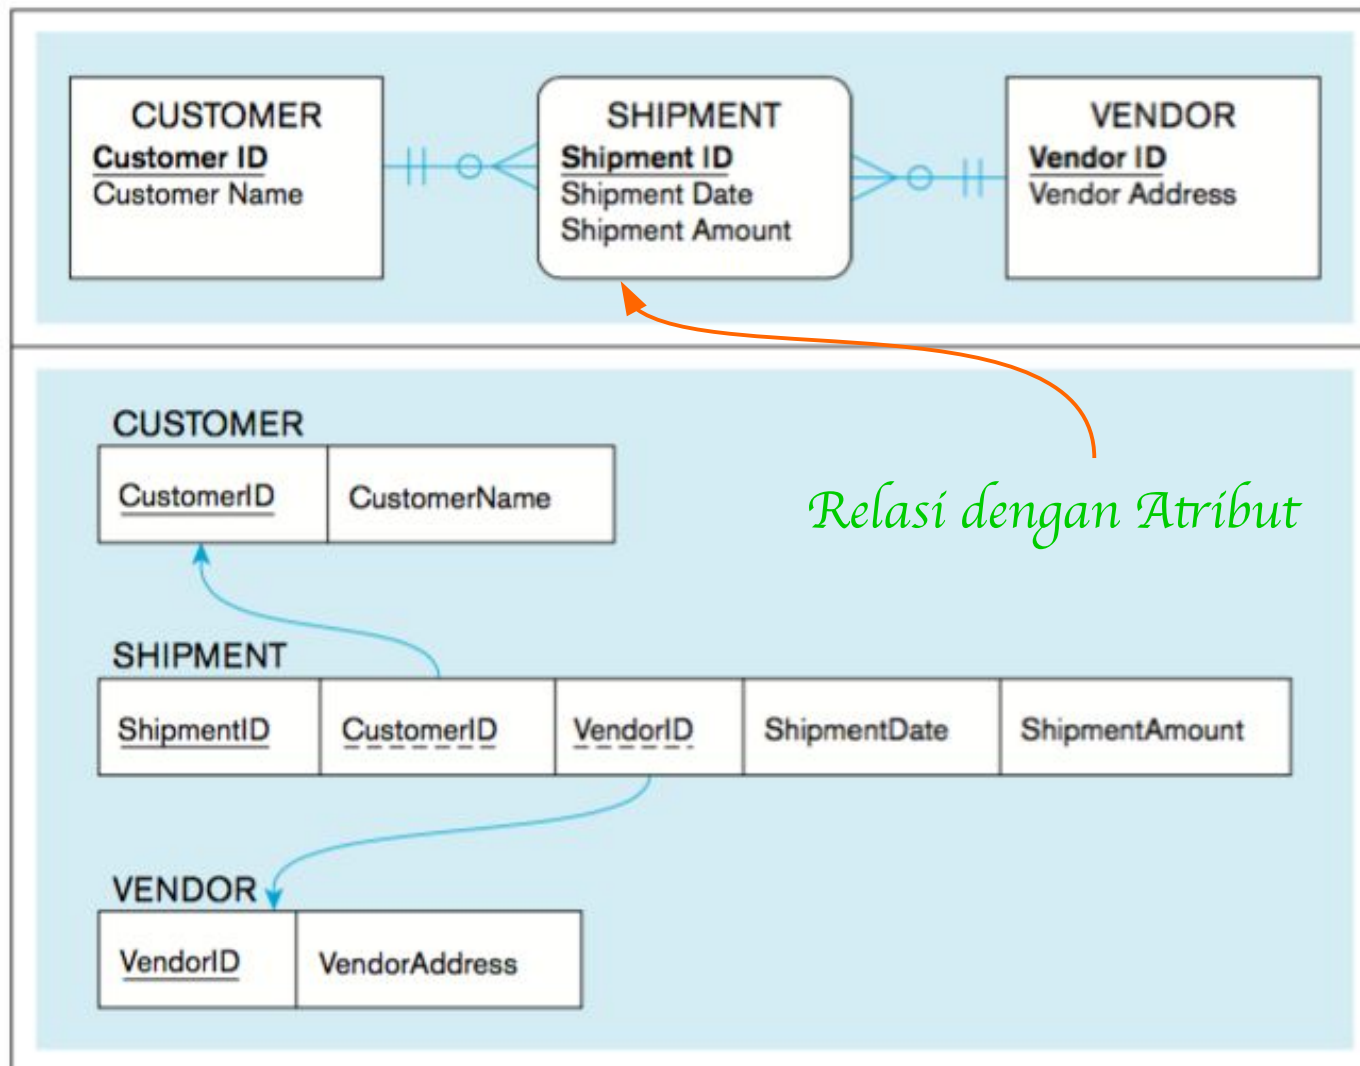 CUSTOMER
Customer ID
Customer Name
SHIPMENT
Shipment ID
Shipment Date
Shipment Amount
VENDOR
Vendor ID
Vendor Address
CUSTOMER
CustomerID
CustomerName
Relasi dengan Atribut
SHIPMENT
ShipmentID
CustomerID
VendorID
ShipmentDate
ShipmentAmount
VENDOR
VendorID
VendorAddress